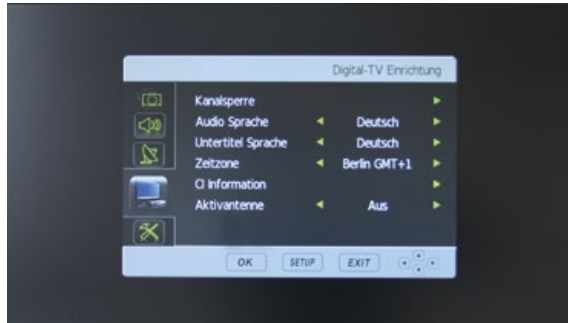 Digital-TV Einrichtung
Kanalsperre
Audio Sprache Deutsch
Untertitel Sprache Deutsch
Zeitzone Berlin GMT+1
CI Information
Aktivantenne Aus
OK SETUP EXIT